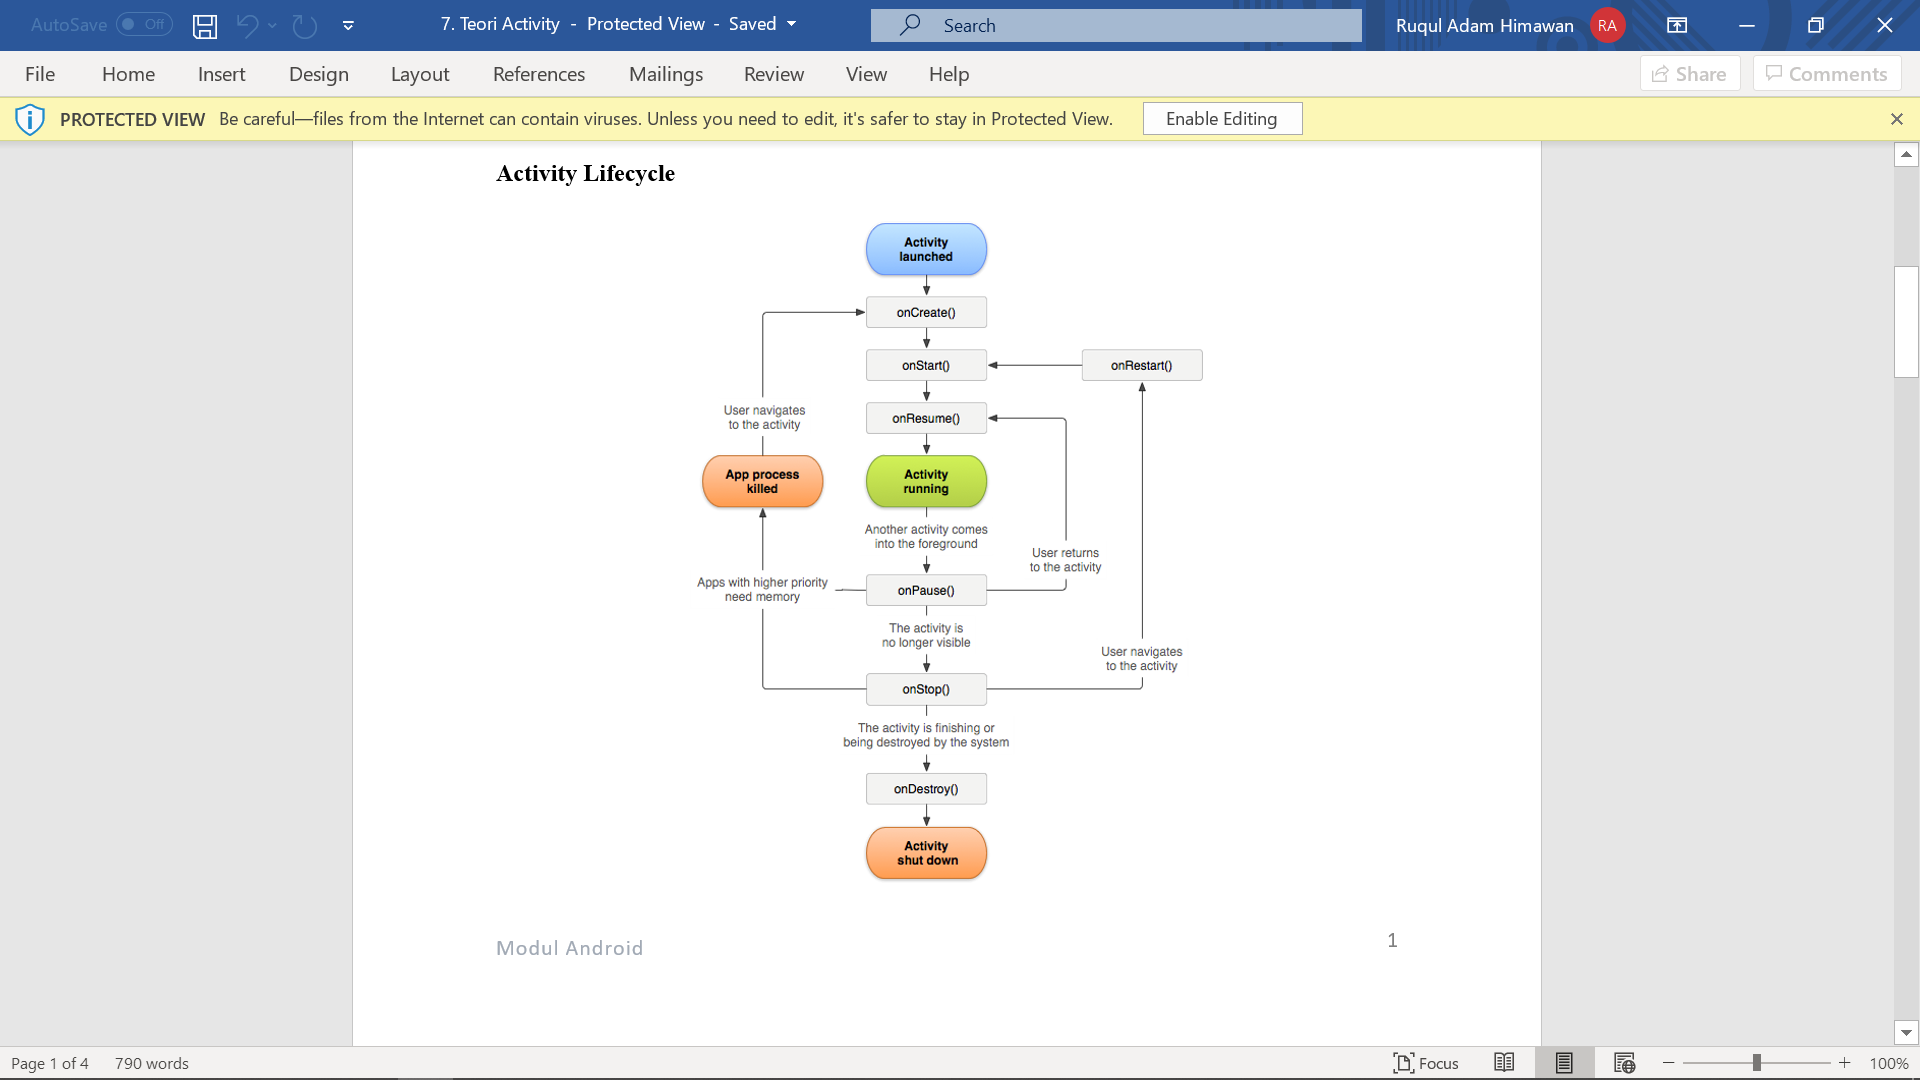 AutoSave Off
7. Teori Activity - Protected View - Saved
Search
Ruqul Adam Himawan
RA
File Home Insert Design Layout References Mailings Review View Help
Share
Comments
PROTECTED VIEW Be careful—files from the Internet can contain viruses. Unless you need to edit, it's safer to stay in Protected View.
Enable Editing
Activity Lifecycle
Activity
launched
onCreate()
onStart()
onRestart()
onResume()
User navigates
to the activity
App process
killed
Activity
running
Another activity comes
into the foreground
User returns
to the activity
Apps with higher priority
need memory
onPause()
The activity is
no longer visible
User navigates
to the activity
onStop()
The activity is finishing or
being destroyed by the system
onDestroy()
Activity
shut down
Modul Android
1
Page 1 of 4 790 words
Focus
100%